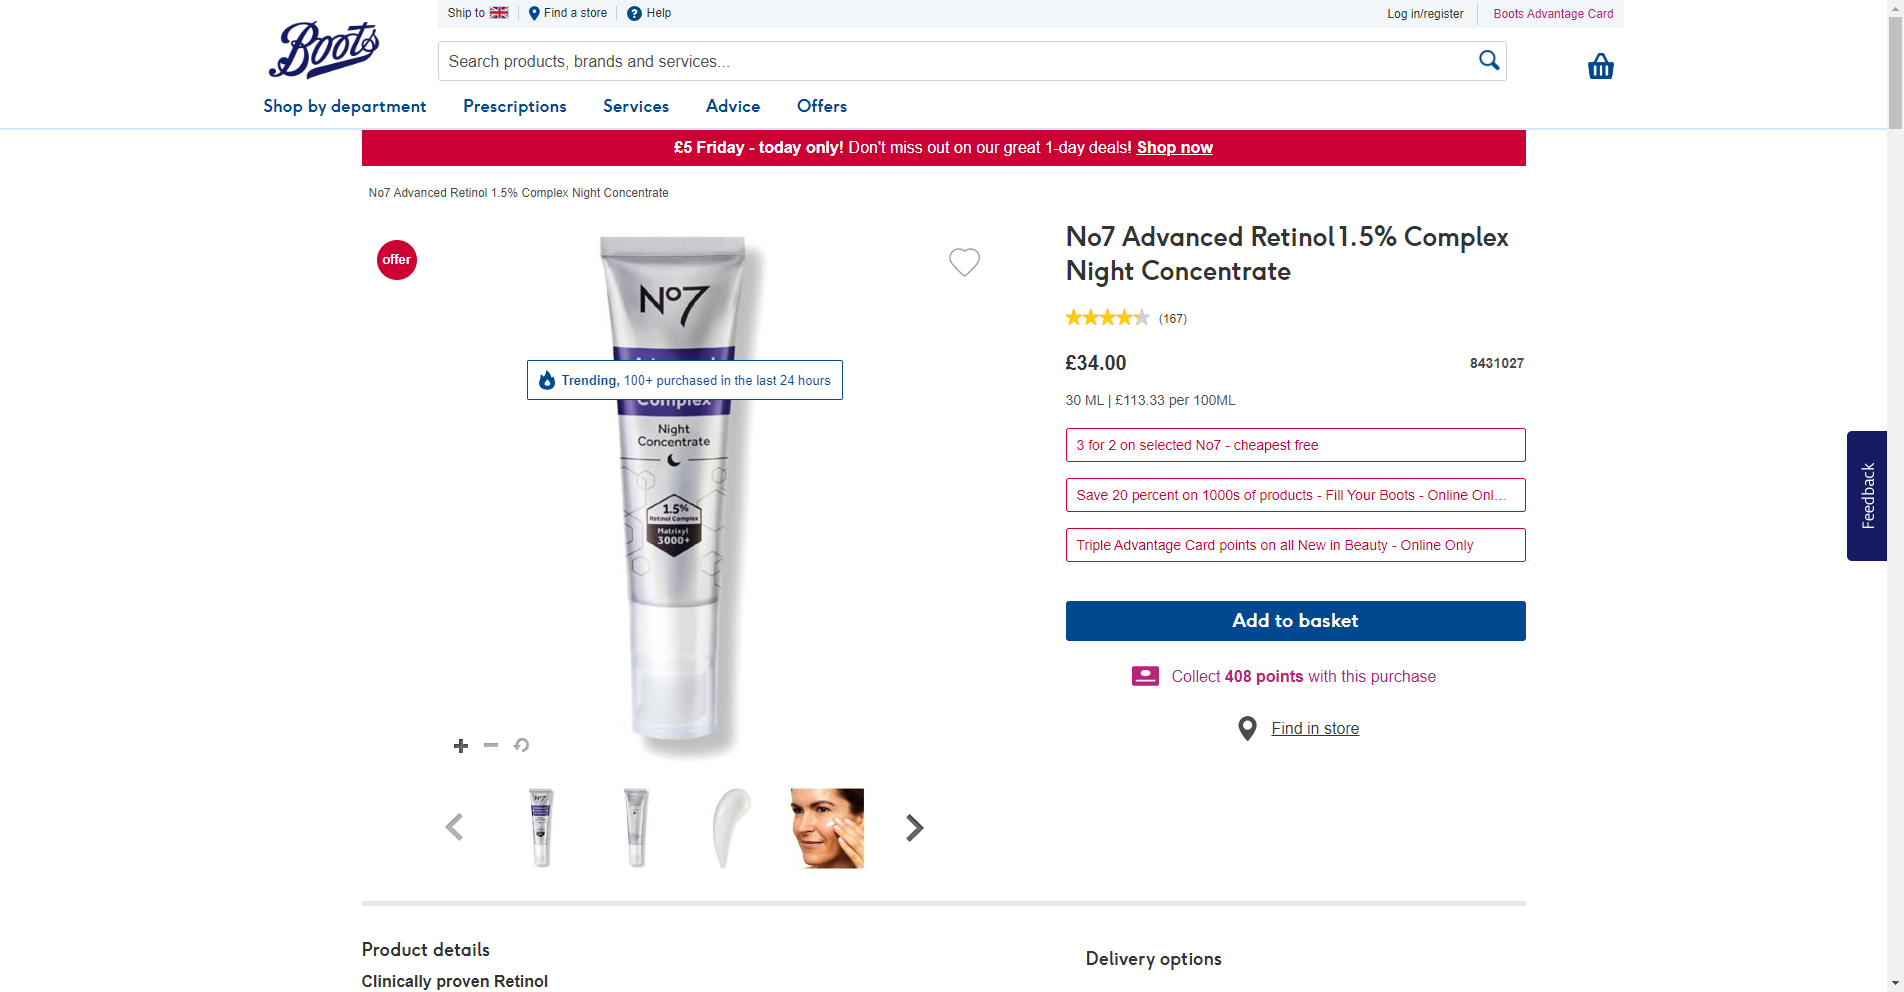 Boots
Ship to
Find a store
Help
Log in/register
Boots Advantage Card
Search products, brands and services...
Shop by department
Prescriptions
Services
Advice
Offers
£5 Friday - today only! Don't miss out on our great 1-day deals! Shop now
No7 Advanced Retinol 1.5% Complex Night Concentrate
offer
No7
Trending, 100+ purchased in the last 24 hours
Complex
Night
Concentrate
1.5%
Retinol Complex
Matrixyl
3000+
No7 Advanced Retinol 1.5% Complex
Night Concentrate
(167)
£34.00
8431027
30 ML | £113.33 per 100ML
3 for 2 on selected No7 - cheapest free
Save 20 percent on 1000s of products - Fill Your Boots - Online Onl...
Triple Advantage Card points on all New in Beauty - Online Only
Add to basket
Collect 408 points with this purchase
Find in store
Feedback
Product details
Clinically proven Retinol
Delivery options